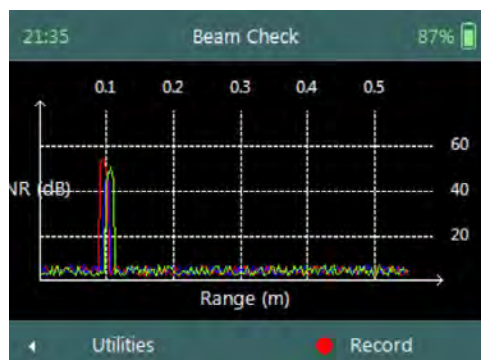 21:35 Beam Check 87%
0.1 0.2 0.3 0.4 0.5
60
NR (dB) 40
20
Range (m)
Utilities Record